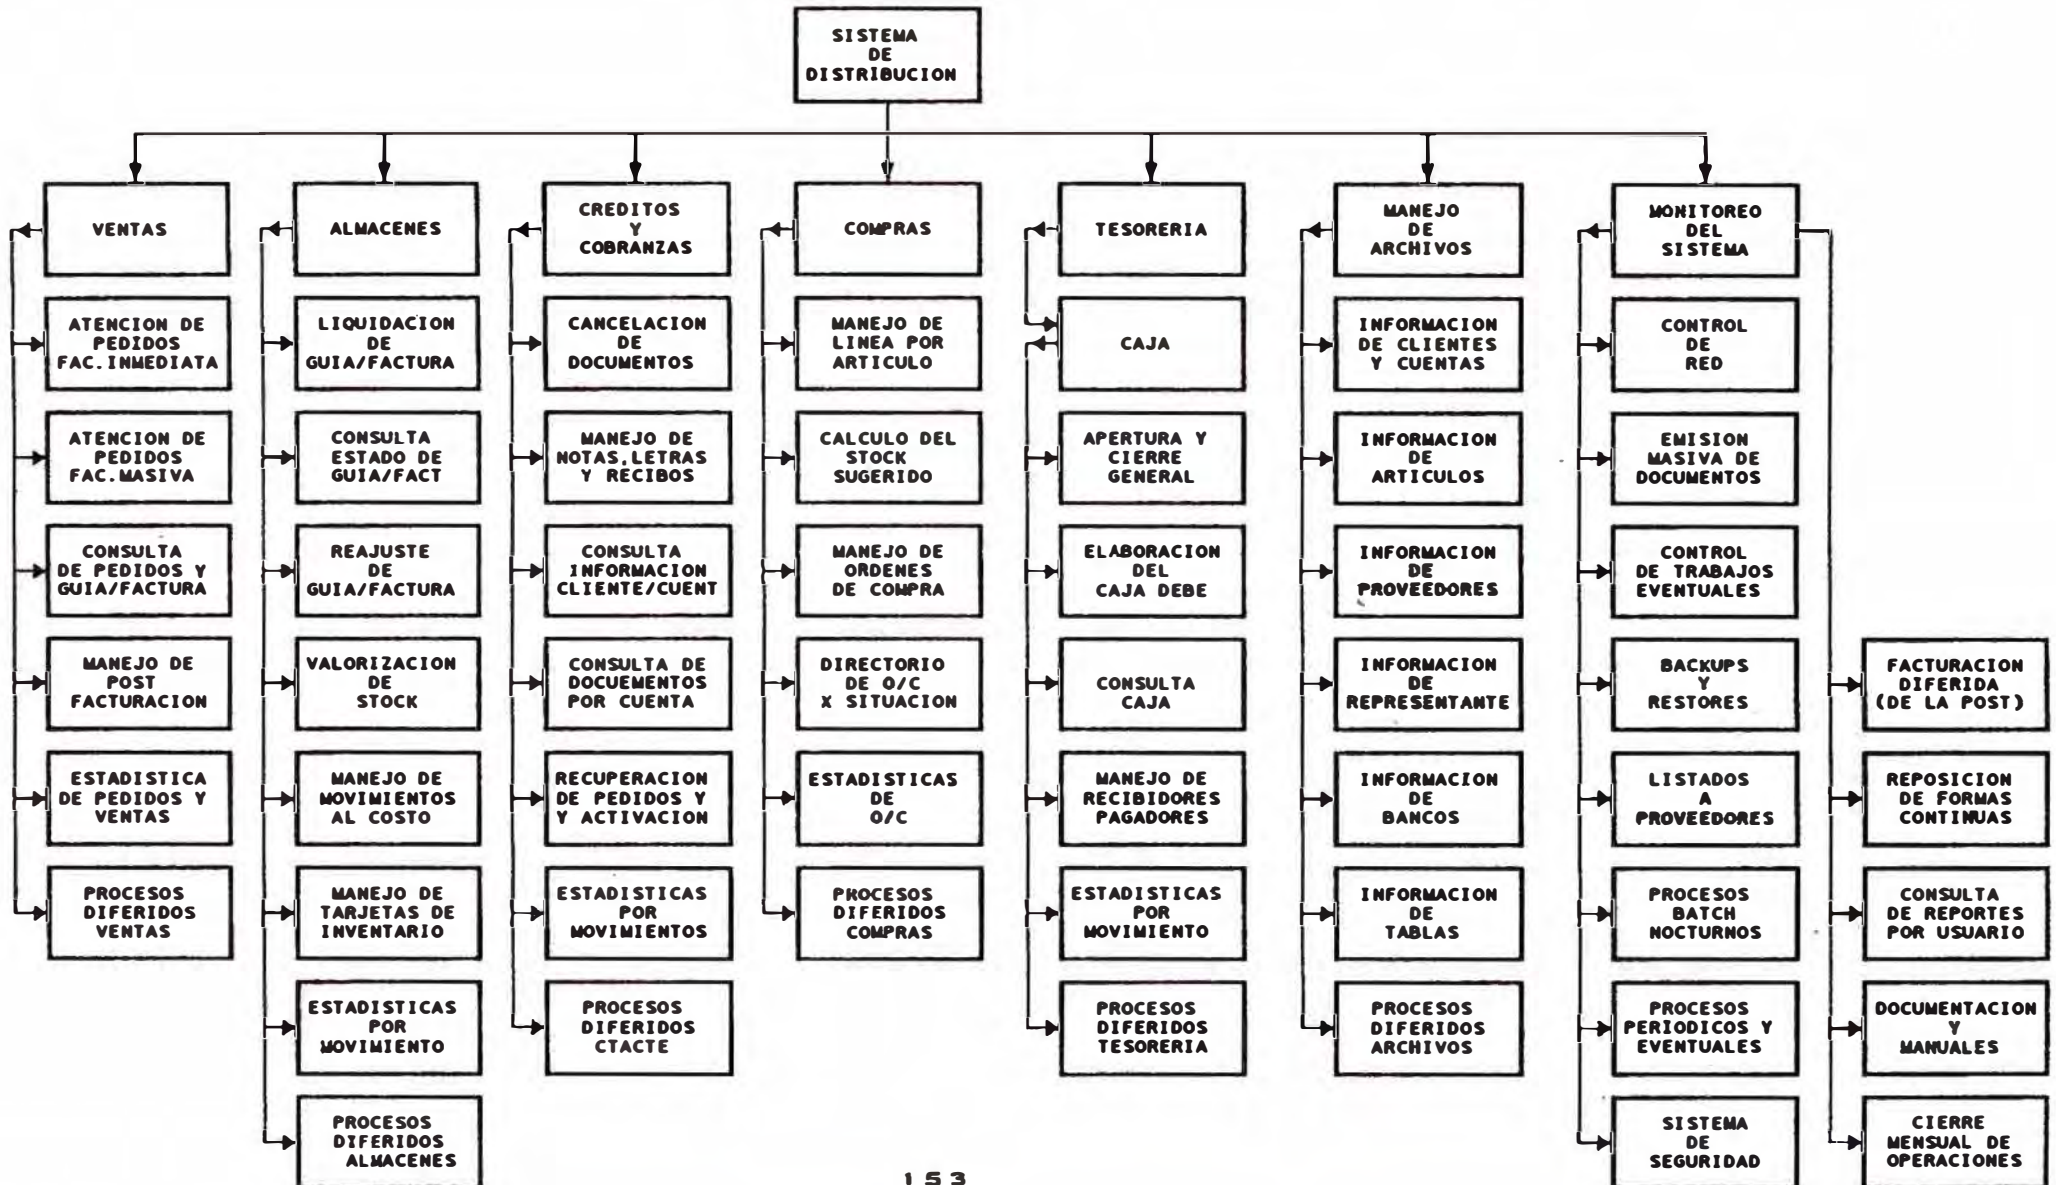 SISTEMA
DE
DISTRIBUCION
VENTAS
ATENCION DE
PEDIDOS
FAC.INMEDIATA
ATENCION DE
PEDIDOS
FAC.MASIVA
CONSULTA
DE PEDIDOS Y
GUIA/FACTURA
MANEJO DE
POST
FACTURACION
ESTADISTICA
DE PEDIDOS Y
VENTAS
PROCESOS
DIFERIDOS
VENTAS
ALMACENES
LIQUIDACION
DE
GUIA/FACTURA
CONSULTA
ESTADO DE
GUIA/FACT
REAJUSTE
DE
GUIA/FACTURA
VALORIZACION
DE
STOCK
MANEJO DE
MOVIMIENTOS
AL COSTO
MANEJO DE
TARJETAS DE
INVENTARIO
ESTADISTICAS
POR
MOVIMIENTO
PROCESOS
DIFERIDOS
ALMACENES
CREDITOS
Y
COBRANZAS
CANCELACION
DE
DOCUMENTOS
MANEJO DE
NOTAS,LETRAS
Y RECIBOS
CONSULTA
INFORMACION
CLIENTE/CUENT
CONSULTA DE
DOCUEMENTOS
POR CUENTA
RECUPERACION
DE PEDIDOS Y
Y ACTIVACION
ESTADISTICAS
POR
MOVIMIENTOS
PROCESOS
DIFERIDOS
CTACTE
COMPRAS
MANEJO DE
LINEA POR
ARTICULO
CALCULO DEL
STOCK
SUGERIDO
MANEJO DE
ORDENES
DE COMPRA
DIRECTORIO
DE O/C
X SITUACION
ESTADISTICAS
DE
O/C
PROCESOS
DIFERIDOS
COMPRAS
TESORERIA
CAJA
APERTURA Y
CIERRE
GENERAL
ELABORACION
DEL
CAJA DEBE
CONSULTA
CAJA
MANEJO DE
RECIBIDORES
PAGADORES
ESTADISTICAS
POR
MOVIMIENTO
PROCESOS
DIFERIDOS
TESORERIA
MANEJO
DE
ARCHIVOS
INFORMACION
DE CLIENTES
Y CUENTAS
INFORMACION
DE
ARTICULOS
INFORMACION
DE
PROVEEDORES
INFORMACION
DE
REPRESENTANTE
INFORMACION
DE
BANCOS
INFORMACION
DE
TABLAS
PROCESOS
DIFERIDOS
ARCHIVOS
MONITOREO
DEL
SISTEMA
CONTROL
DE
RED
EMISION
MASIVA DE
DOCUMENTOS
CONTROL
DE TRABAJOS
EVENTUALES
BACKUPS
Y
RESTORES
LISTADOS
A
PROVEEDORES
PROCESOS
BATCH
NOCTURNOS
PROCESOS
PERIODICOS Y
EVENTUALES
SISTEMA
DE
SEGURIDAD
FACTURACION
DIFERIDA
(DE LA POST)
REPOSICION
DE FORMAS
CONTINUAS
CONSULTA
DE REPORTES
POR USUARIO
DOCUMENTACION
Y
MANUALES
CIERRE
MENSUAL DE
OPERACIONES
153